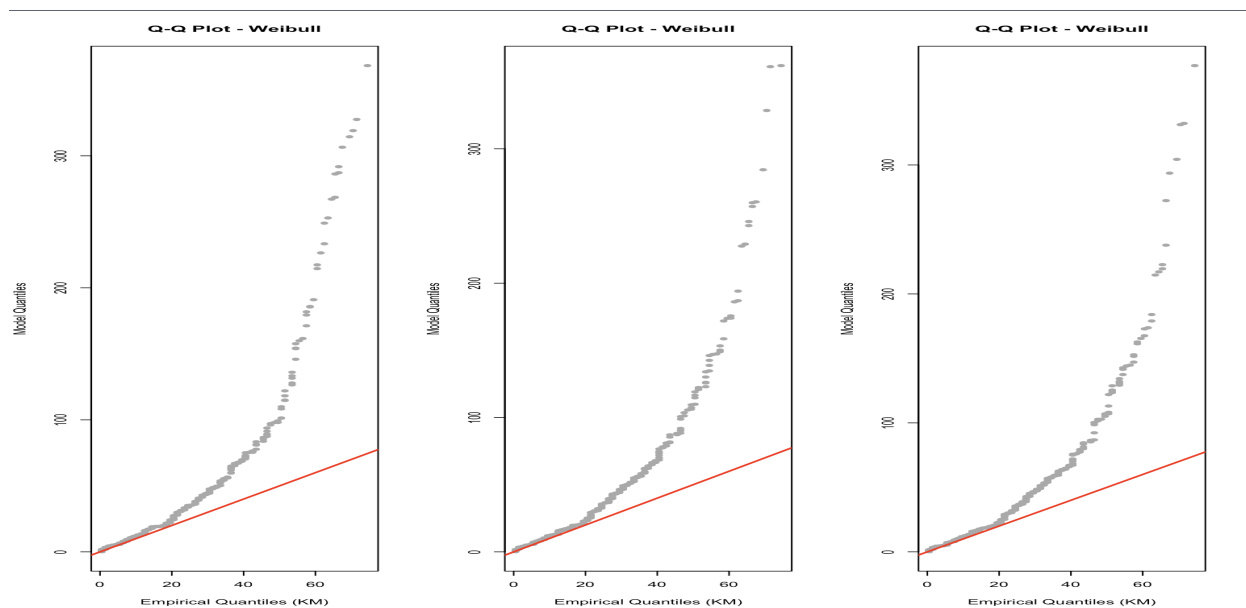 Q-Q Plot - Weibull
Model Quantiles
300
200
100
0
0 20 40 60
Empirical Quantiles (KM)
Q-Q Plot - Weibull
Model Quantiles
300
200
100
0
0 20 40 60
Empirical Quantiles (KM)
Q-Q Plot - Weibull
Model Quantiles
300
200
100
0
0 20 40 60
Empirical Quantiles (KM)